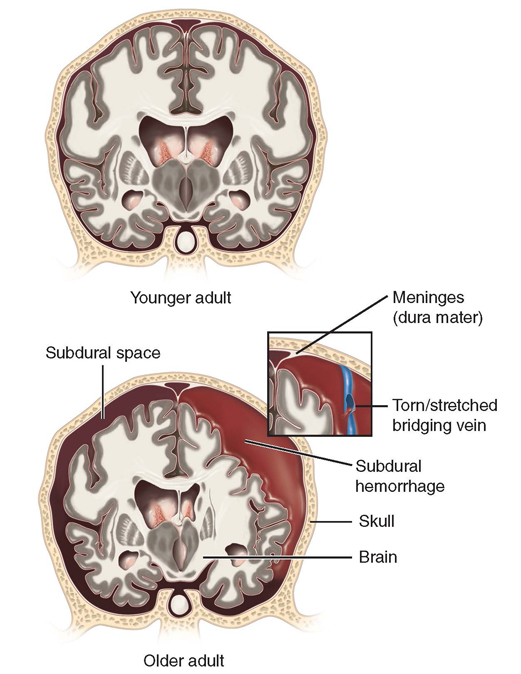 Younger adult
Meninges
(dura mater)
Subdural space
Torn/stretched
bridging vein
Subdural
hemorrhage
Skull
Brain
Older adult